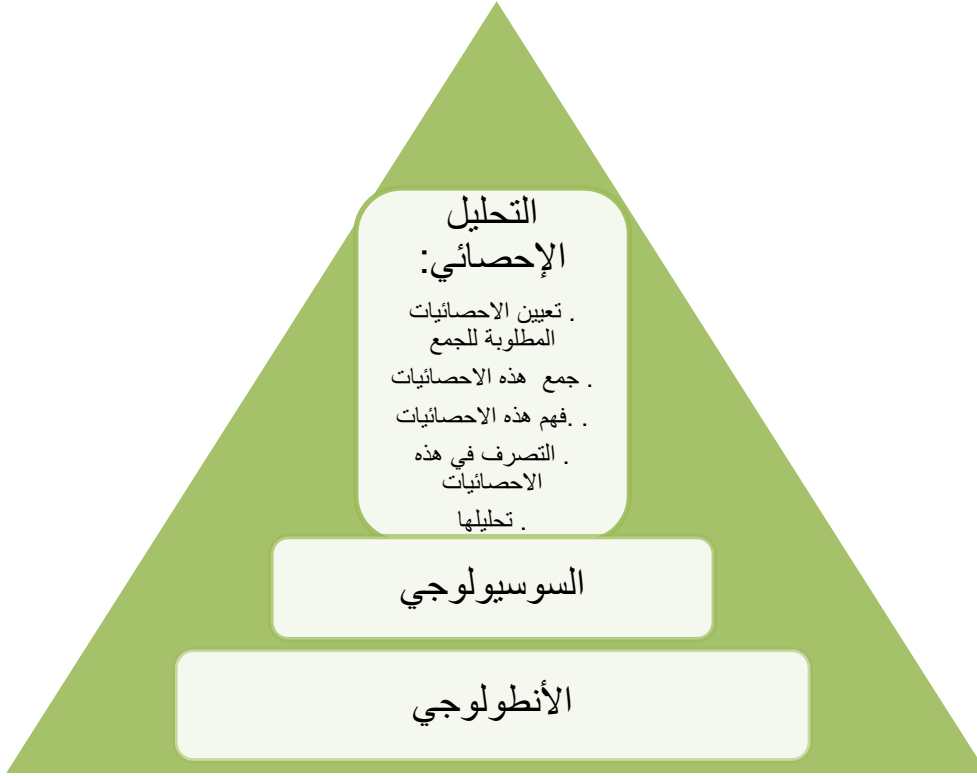 التحليل
الإحصائي:
. تعيين الاحصائيات
المطلوبة للجمع
. جمع هذه الاحصائيات
. .فهم هذه الاحصائيات
. التصرف في هذه
الاحصائيات
. تحليلها
السوسيولوجي
الأنطولوجي